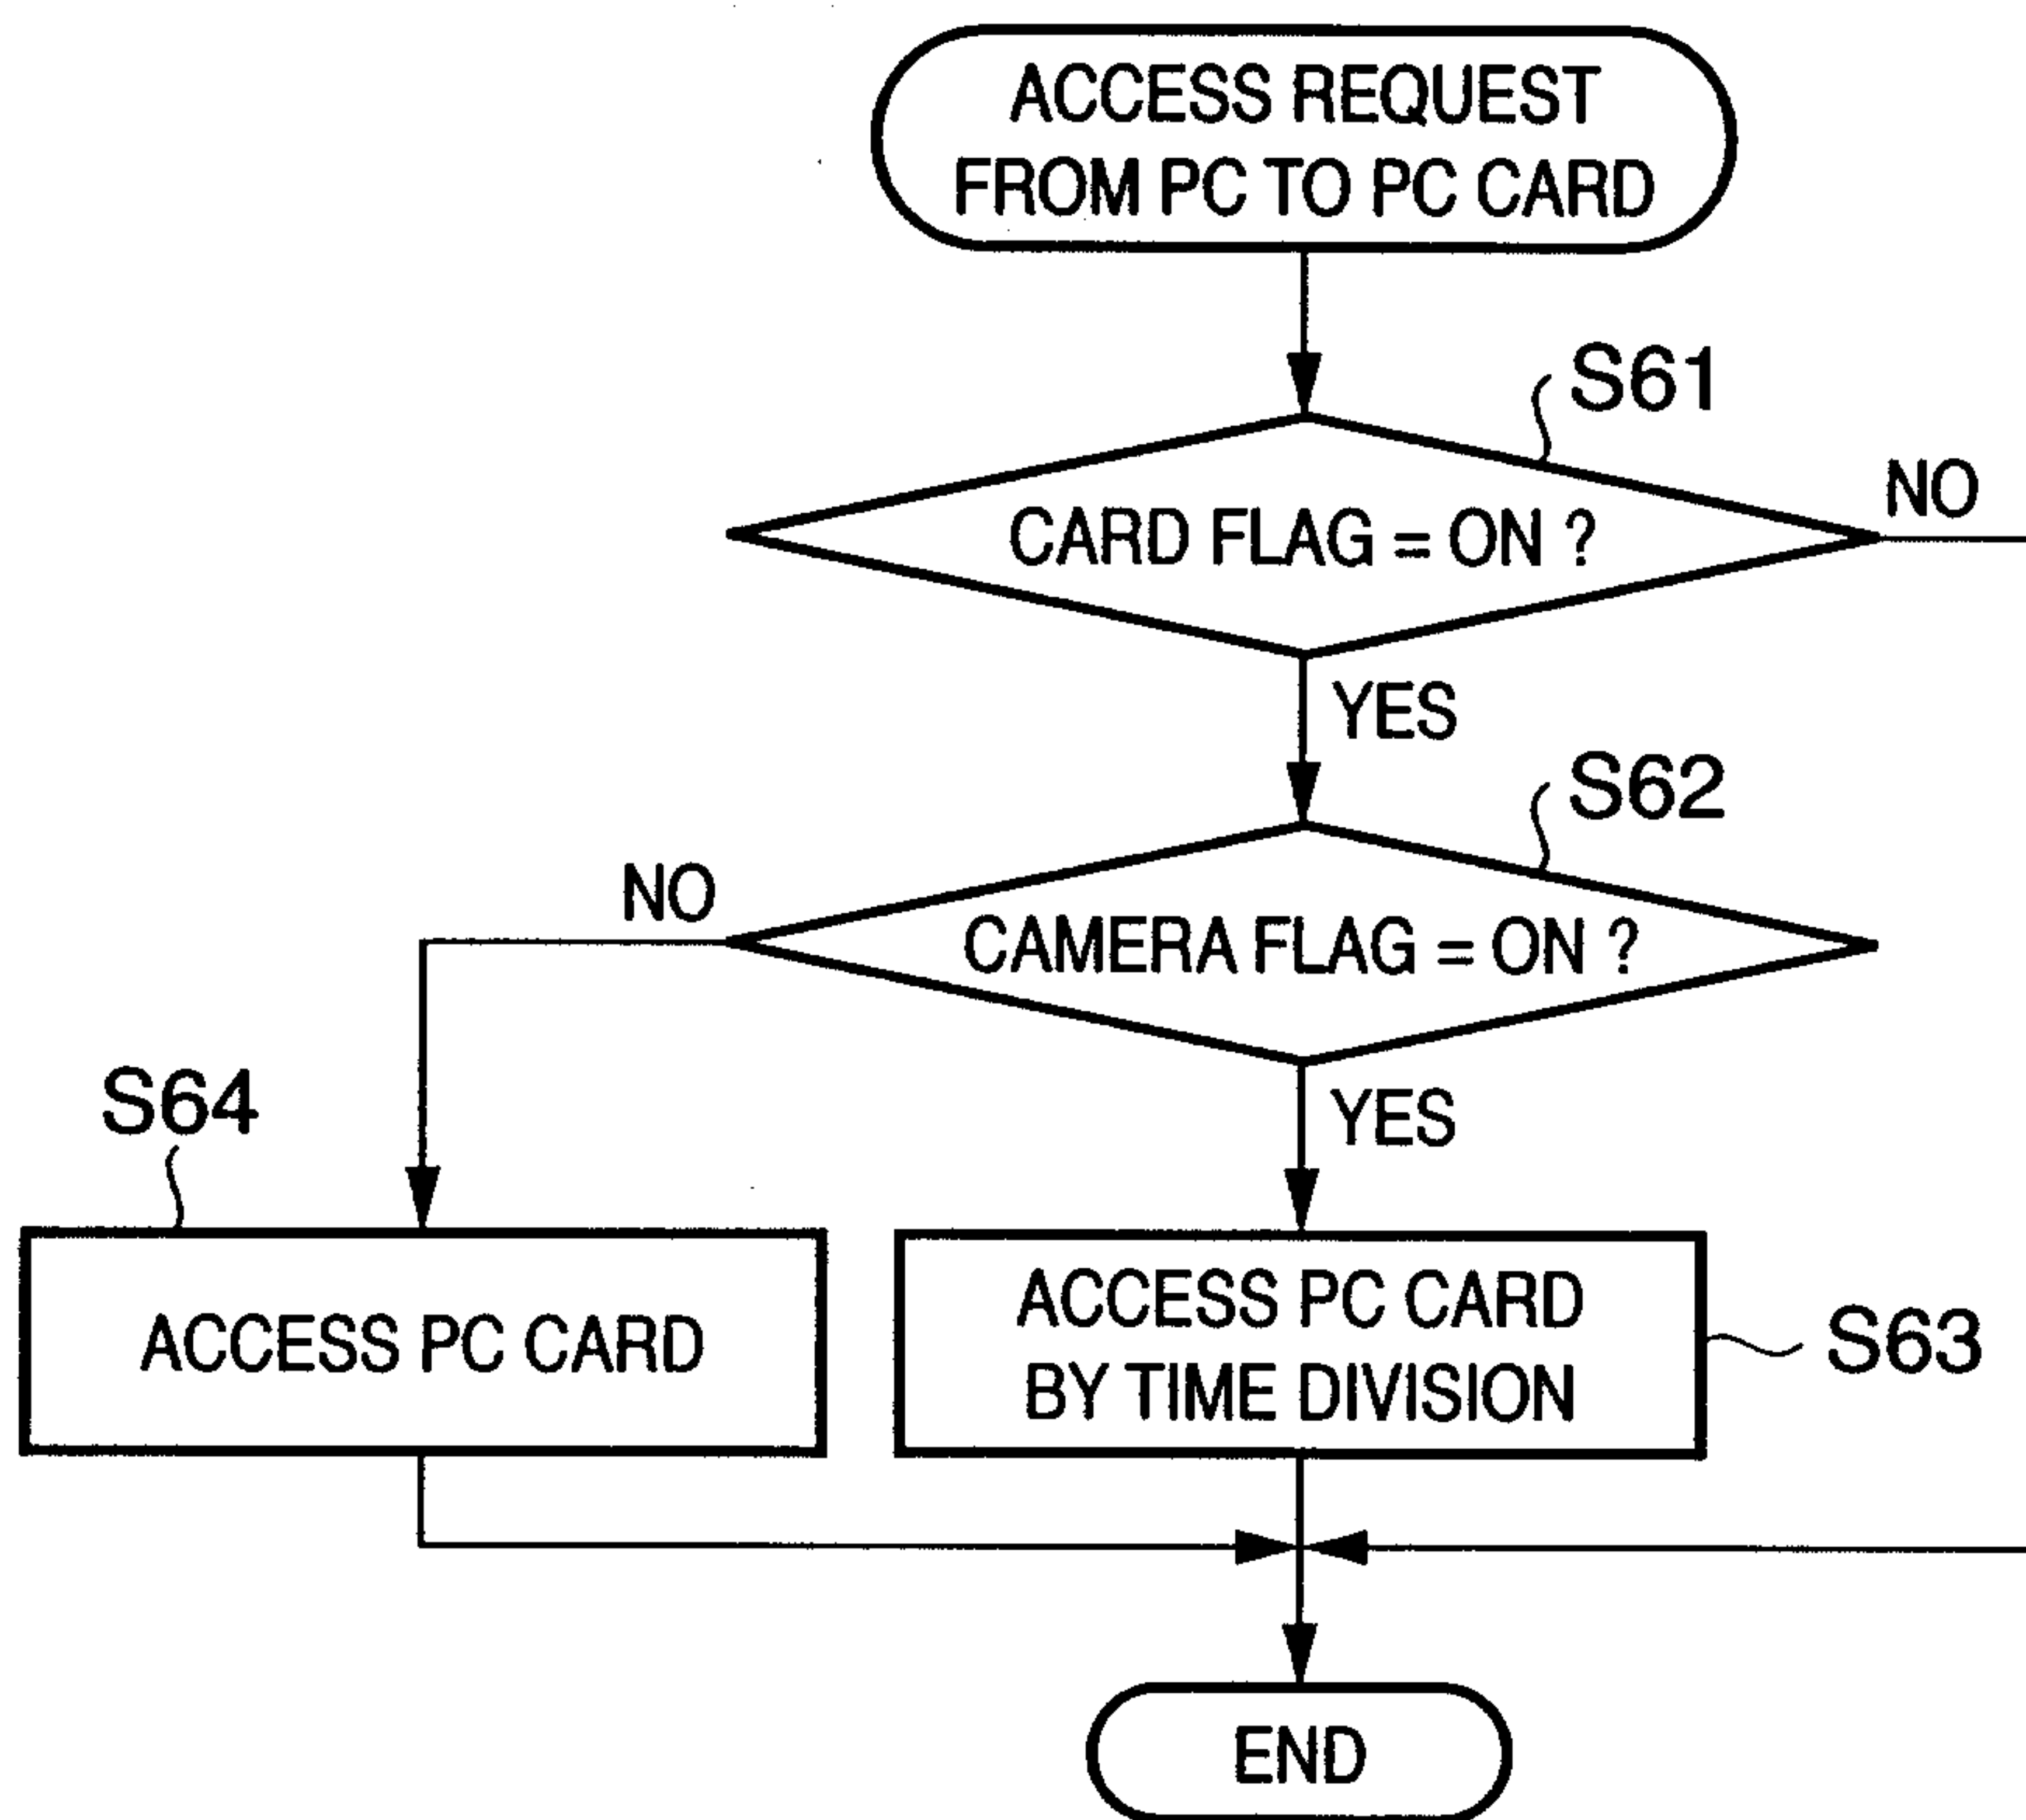 ACCESS REQUEST
FROM PC TO PC CARD
S61
CARD FLAG = ON ?
NO
YES
S62
NO
CAMERA FLAG = ON ?
YES
S64
ACCESS PC CARD
ACCESS PC CARD
BY TIME DIVISION
S63
END